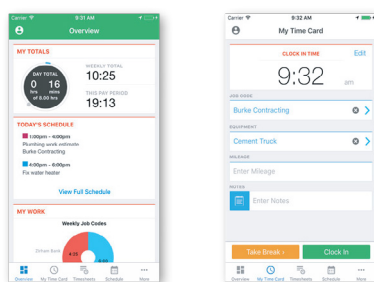 Carrier 9:31 AM
Overview
MY TOTALS
DAY TOTAL
0 16
hrs mins
of 8.00 hrs
WEEKLY TOTAL
10:25
THIS PAY PERIOD
19:13
TODAY'S SCHEDULE
1:00pm - 4:00pm
Plumbing work estimate
Burke Contracting
4:00pm - 6:00pm
Fix water heater
View Full Schedule
MY WORK
Weekly Job Codes
4:05
6:05
Overview My Time Card Timesheets Schedule More
Carrier 9:32 AM
My Time Card
CLOCK IN TIME
Edit
9:32 am
JOB CODE
Burke Contracting
EQUIPMENT
Cement Truck
MILEAGE
Enter Mileage
NOTES
Enter Notes
Take Break ›
Clock In
Overview My Time Card Timesheets Schedule More